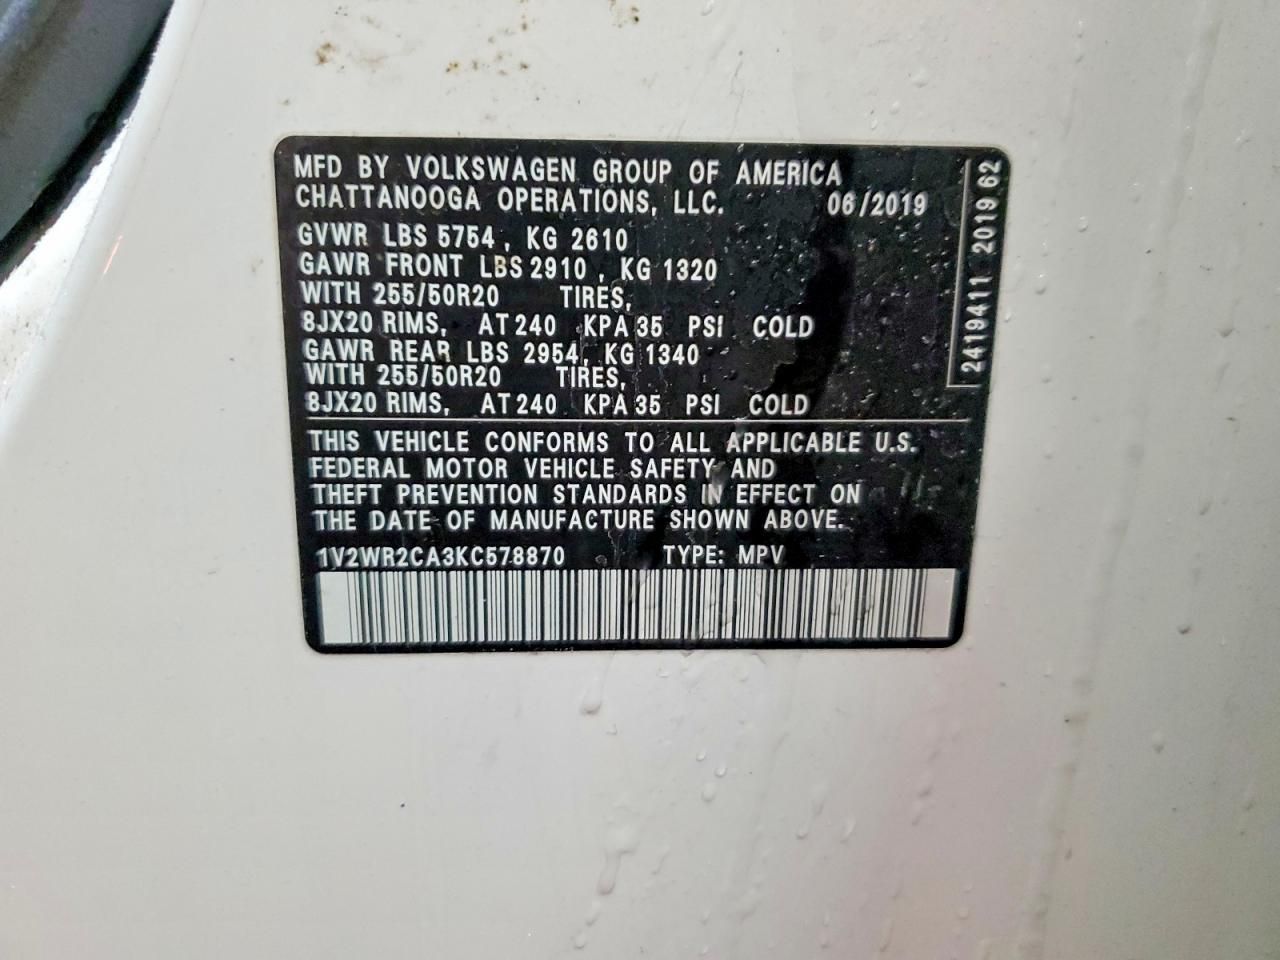 MFD BY VOLKSWAGEN GROUP OF AMERICA
CHATTANOOGA OPERATIONS, LLC. 06/2019
GVWR LBS 5754, KG 2610
GAWR FRONT LBS 2910, KG 1320
WITH 255/50R20 TIRES,
8JX20 RIMS, AT 240 KPA 35 PSI COLD
GAWR REAR LBS 2954, KG 1340
WITH 255/50R20 TIRES,
8JX20 RIMS, AT 240 KPA 35 PSI COLD
THIS VEHICLE CONFORMS TO ALL APPLICABLE U.S.
FEDERAL MOTOR VEHICLE SAFETY AND
THEFT PREVENTION STANDARDS IN EFFECT ON
THE DATE OF MANUFACTURE SHOWN ABOVE.
1V2WR2CA3KC578870 TYPE: MPV
2419411 2019 62